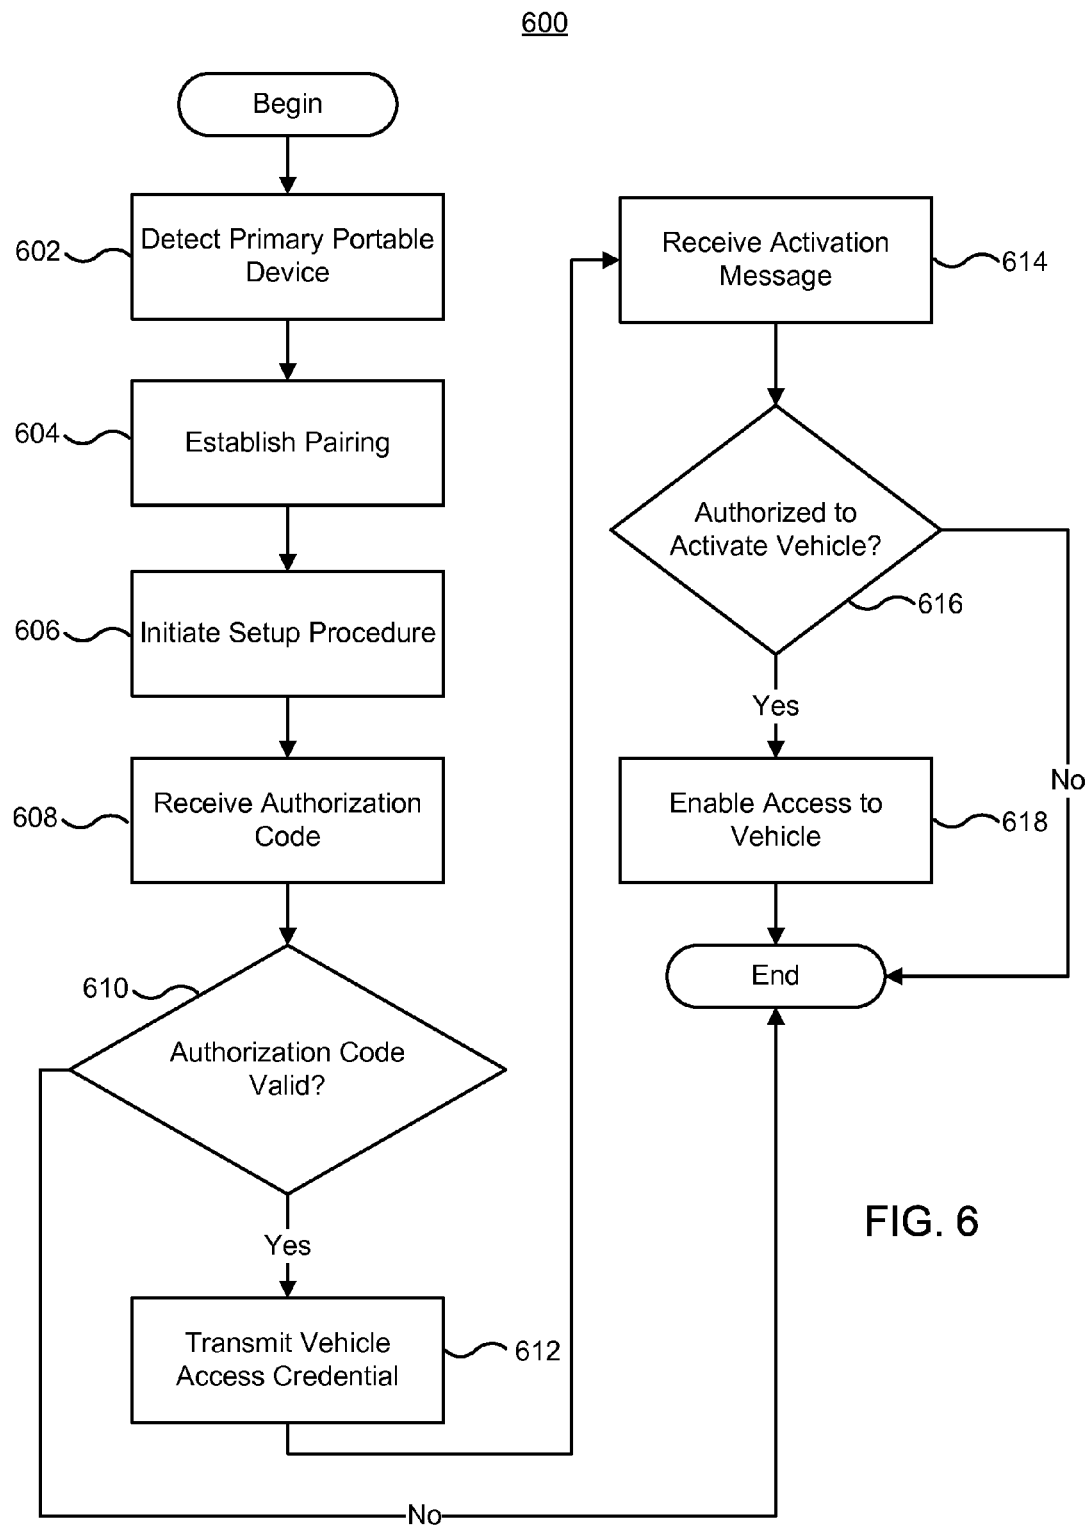 600
Begin
602
Detect Primary Portable
Device
604
Establish Pairing
606
Initiate Setup Procedure
608
Receive Authorization
Code
610
Authorization Code
Valid?
Yes
Transmit Vehicle
Access Credential
612
No
Receive Activation
Message
614
Authorized to
Activate Vehicle?
616
Yes
No
Enable Access to
Vehicle
618
End
FIG. 6